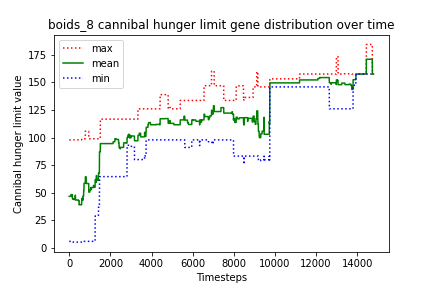 boids_8 cannibal hunger limit gene distribution over time
max
mean
min
Cannibal hunger limit value
175
150
125
100
75
50
25
0
0 2000 4000 6000 8000 10000 12000 14000
Timesteps